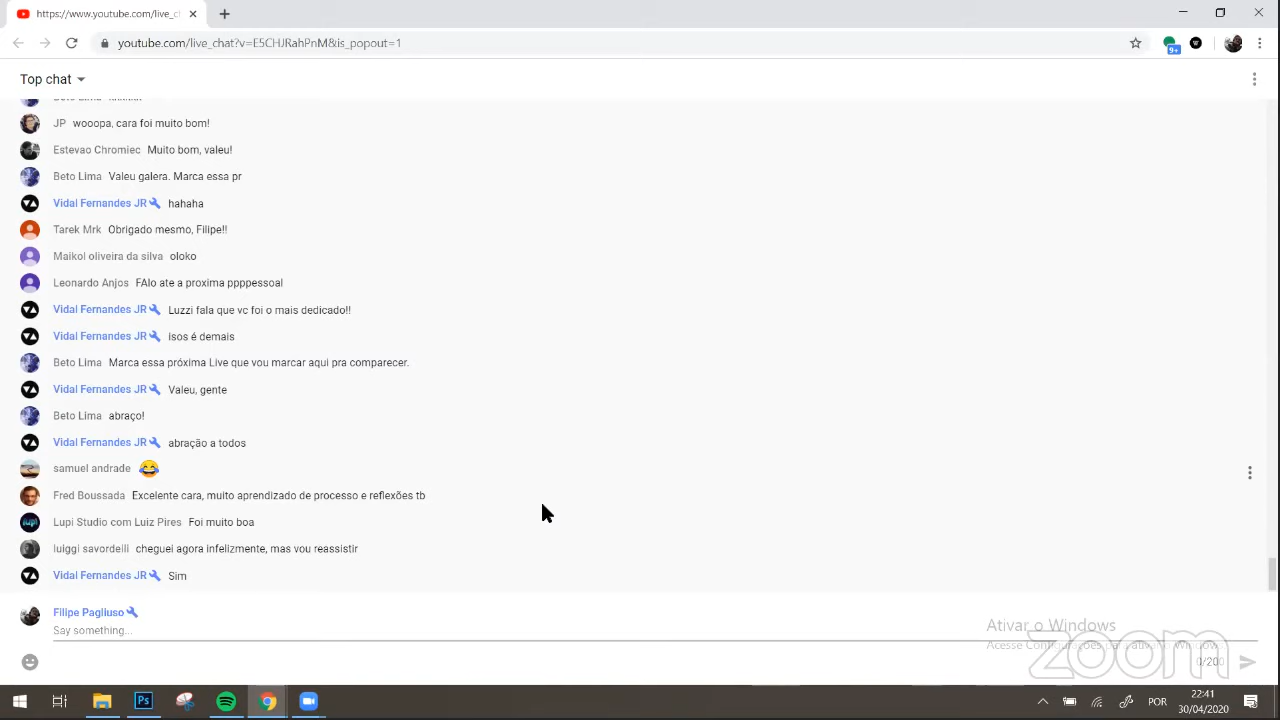 https://www.youtube.com/live_c
youtube.com/live_chat?v=E5CHJRahPnM&is_popout=1
9+
Top chat
JP wooopa, cara foi muito bom!
Estevao Chromiec Muito bom, valeu!
Beto Lima Valeu galera. Marca essa pr
Vidal Fernandes JR hahaha
Tarek Mrk Obrigado mesmo, Filipe!!
Maikol oliveira da silva oloko
Leonardo Anjos FAlo ate a proxima ppppessoal
Vidal Fernandes JR Luzzi fala que vc foi o mais dedicado!!
Vidal Fernandes JR isos é demais
Beto Lima Marca essa próxima Live que vou marcar aqui pra comparecer.
Vidal Fernandes JR Valeu, gente
Beto Lima abraço!
Vidal Fernandes JR abração a todos
samuel andrade 😂
Fred Boussada Excelente cara, muito aprendizado de processo e reflexões tb
Lupi Studio com Luiz Pires Foi muito boa
luiggi savordelli cheguei agora infelizmente, mas vou reassistir
Vidal Fernandes JR Sim
Filipe Pagliuso
Say something...
Ativar o Windows
Acesse Configurações para ativar o Windows.
zoom
0/200
Ps
POR
22:41
30/04/2020